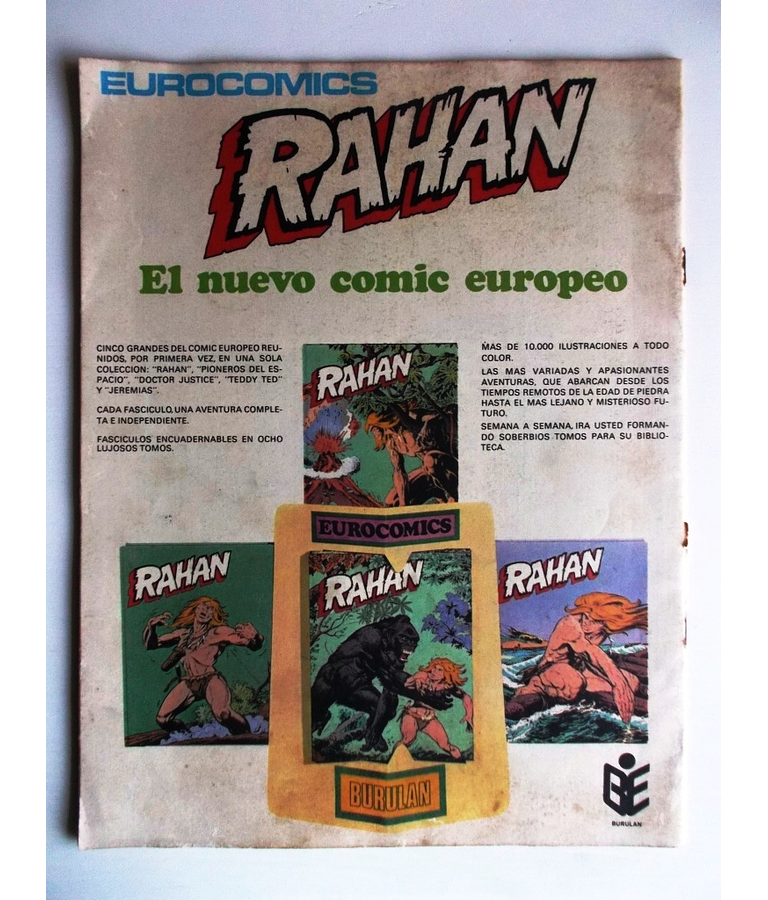 EUROCOMICS
RAHAN
El nuevo comic europeo
CINCO GRANDES DEL COMIC EUROPEO REU-
NIDOS, POR PRIMERA VEZ, EN UNA SOLA
COLECCION: "RAHAN", "PIONEROS DEL ES-
PACIO", "DOCTOR JUSTICE", "TEDDY TED"
Y "JEREMIAS".
CADA FASCICULO, UNA AVENTURA COMPLE-
TA E INDEPENDIENTE.
FASCICULOS ENCUADERNABLES EN OCHO
LUJOSOS TOMOS.
MAS DE 10.000 ILUSTRACIONES A TODO
COLOR.
LAS MAS VARIADAS Y APASIONANTES
AVENTURAS, QUE ABARCAN DESDE LOS
TIEMPOS REMOTOS DE LA EDAD DE PIEDRA
HASTA EL MAS LEJANO Y MISTERIOSO FU-
TURO.
SEMANA A SEMANA, IRA USTED FORMAN-
DO SOBERBIOS TOMOS PARA SU BIBLIO-
TECA.
RAHAN
EUROCOMICS
RAHAN
RAHAN
RAHAN
BURULAN
BURULAN